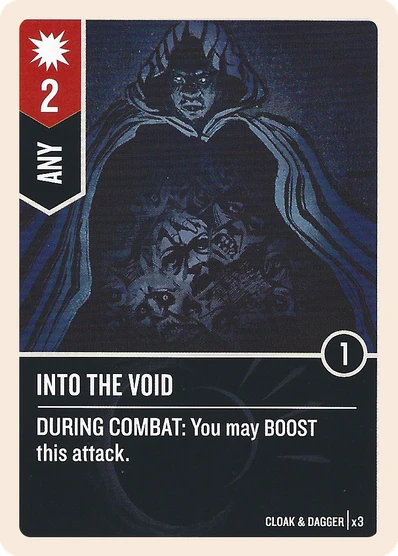 2
ANY
1
INTO THE VOID
DURING COMBAT: You may BOOST
this attack.
CLOAK & DAGGER | x3